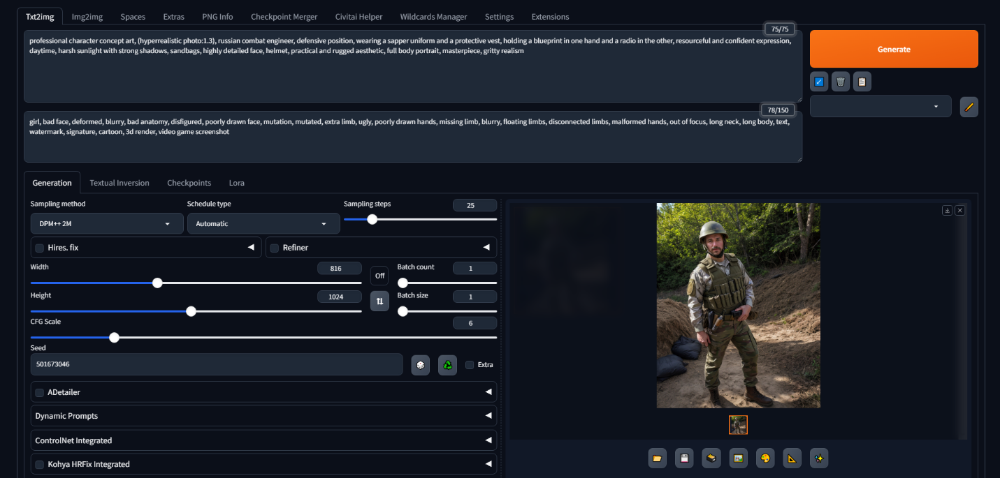 Txt2img Img2img Spaces Extras PNG Info Checkpoint Merger Civitai Helper Wildcards Manager Settings Extensions
75/75
professional character concept art, (hyperrealistic photo:1.3), russian combat engineer, defensive position, wearing a sapper uniform and a protective vest, holding a blueprint in one hand and a radio in the other, resourceful and confident expression,
daytime, harsh sunlight with strong shadows, sandbags, highly detailed face, helmet, practical and rugged aesthetic, full body portrait, masterpiece, gritty realism
Generate
78/150
girl, bad face, deformed, blurry, bad anatomy, disfigured, poorly drawn face, mutation, mutated, extra limb, ugly, poorly drawn hands, missing limb, blurry, floating limbs, disconnected limbs, malformed hands, out of focus, long neck, long body, text,
watermark, signature, cartoon, 3d render, video game screenshot
Generation Textual Inversion Checkpoints Lora
Sampling method Schedule type Sampling steps 25
DPM++ 2M Automatic
Hires. fix Refiner
Width 816 Off Batch count 1
Height 1024 Batch size 1
CFG Scale 6
Seed
501673046 Extra
ADetailer
Dynamic Prompts
ControlNet Integrated
Kohya HRFix Integrated